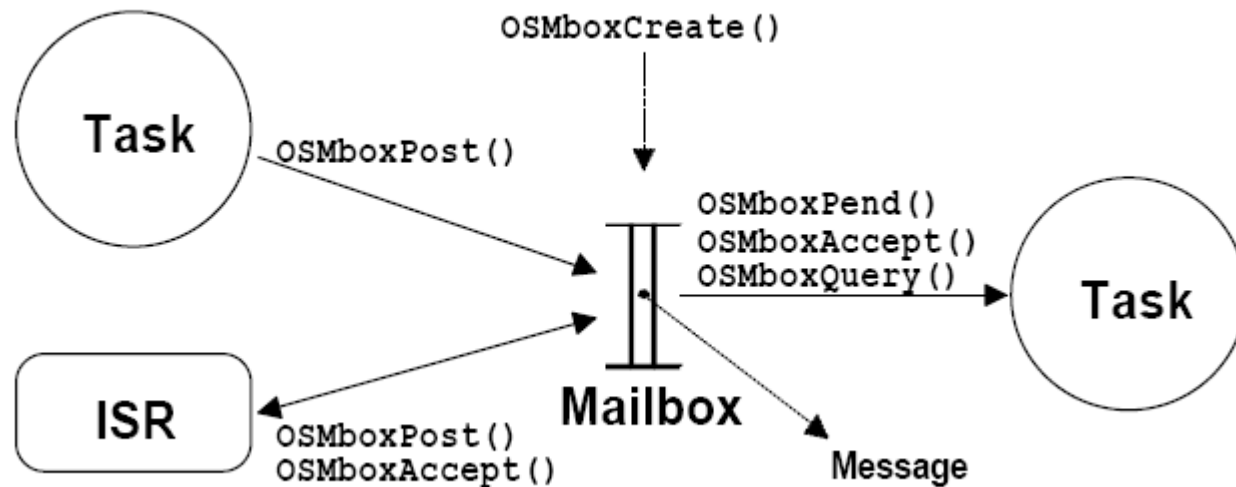 OSMboxCreate()
Task
OSMboxPost()
OSMboxPend()
OSMboxAccept()
OSMboxQuery()
Task
Mailbox
ISR
OSMboxPost()
OSMboxAccept()
Message